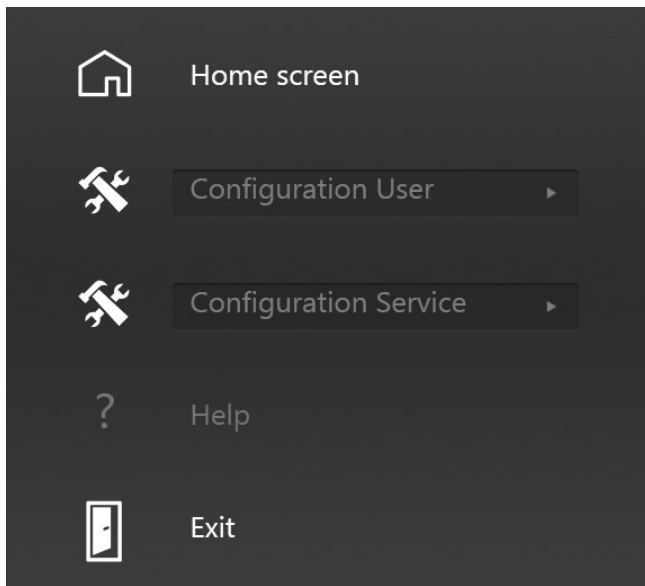 Home screen
Configuration User
Configuration Service
? Help
Exit